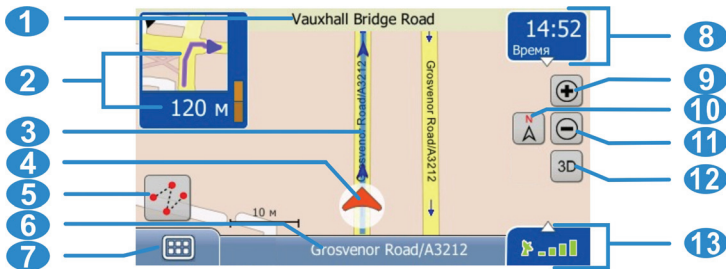 1
Vauxhall Bridge Road
14:52
Время
8
2
120 м
9
N
10
3
Grosvenor Road/A3212
Grosvenor Road/A3212
11
4
3D
12
5
10 м
6
Grosvenor Road/A3212
7
13